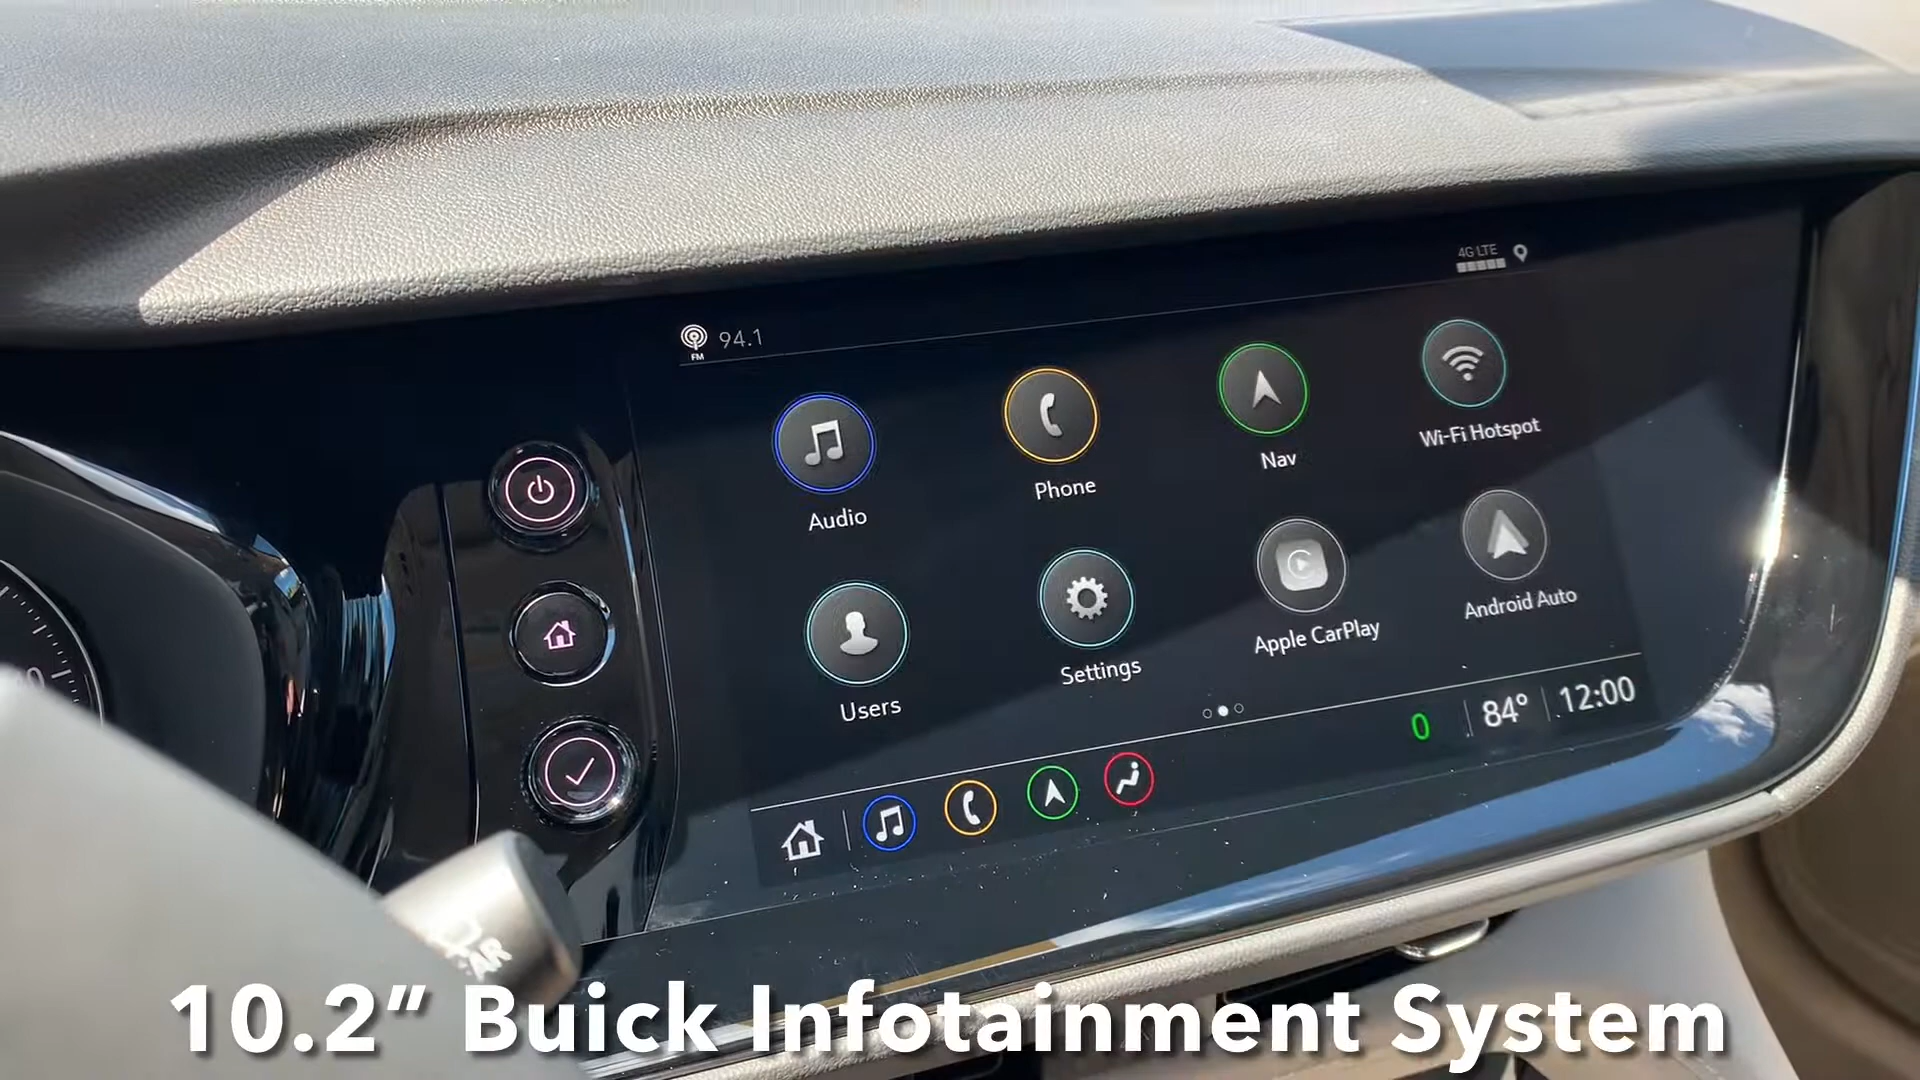 4G LTE
FM 94.1
Audio
Phone
Nav
Wi-Fi Hotspot
Users
Settings
Apple CarPlay
Android Auto
0 84° 12:00
10.2” Buick Infotainment System